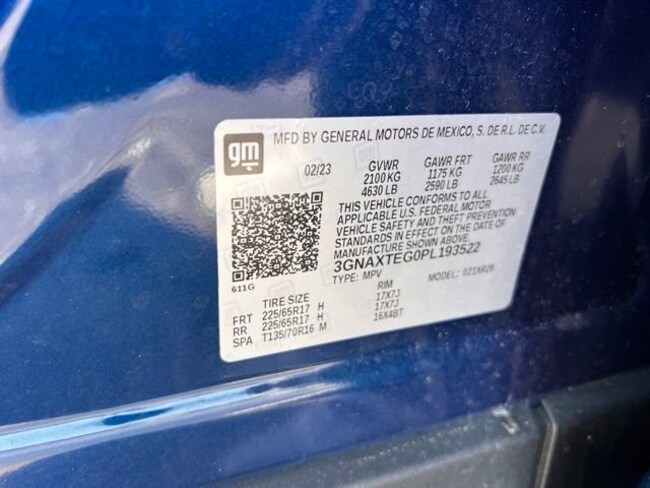 gm
MFD BY GENERAL MOTORS DE MEXICO, S. DE R.L. DE C.V.
02/23 GVWR GAWR FRT GAWR RR
2100 KG 1175 KG 1200 KG
4630 LB 2590 LB 2645 LB
THIS VEHICLE CONFORMS TO ALL
APPLICABLE U.S. FEDERAL MOTOR
VEHICLE SAFETY AND THEFT PREVENTION
STANDARDS IN EFFECT ON THE DATE OF
MANUFACTURE SHOWN ABOVE.
3GNAXTEG0PL193522
TYPE: MPV MODEL: 021XR26
611G
TIRE SIZE RIM
FRT 225/65R17 H 17X7J
RR 225/65R17 H 17X7J
SPA T135/70R16 M 16X4BT